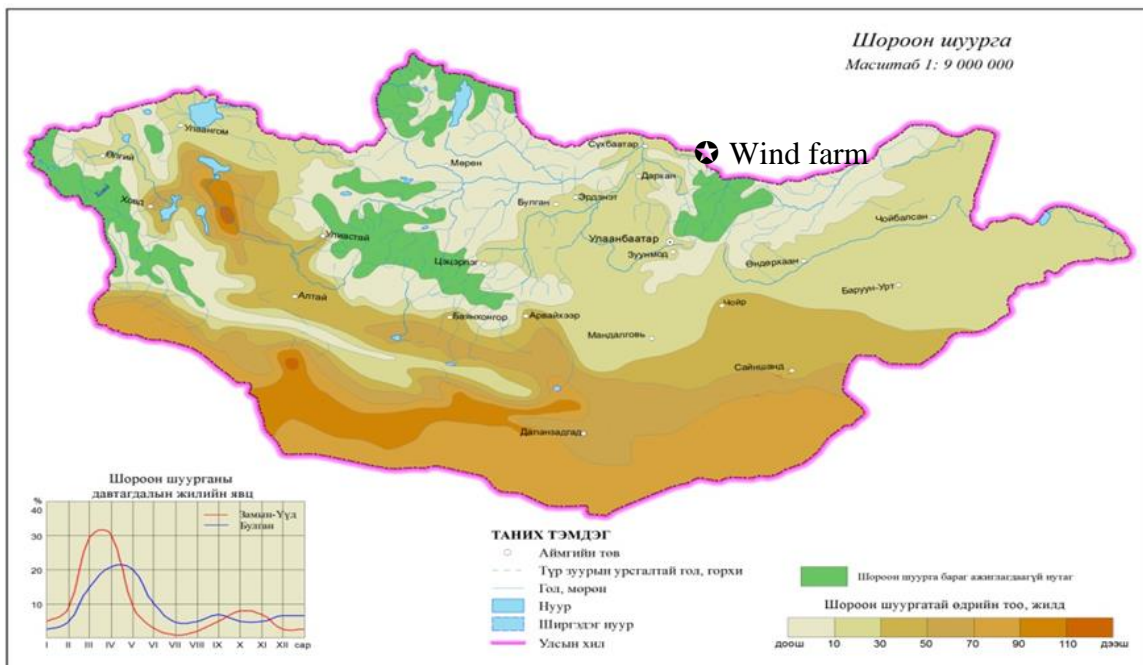 Шороон шуурга
Масштаб 1: 9 000 000
Wind farm
Улаангом
Өлгий
Ховд
Мөрөн
Сүхбаатар
Дархан
Булган
Эрдэнэт
Улаанбаатар
Зуунмод
Чойбалсан
Өндөрхаан
Улиастай
Цэцэрлэг
Алтай
Баянхонгор
Арвайхээр
Мандалговь
Чойр
Баруун-Урт
Сайншанд
Даланзадгад
Шороон шуурганы
давтагдалын жилийн явц
%
40
30
20
10
Замын-Үүд
Булган
I II III IV V VI VII VIII IX X XI XII сар
ТАНИХ ТЭМДЭГ
Аймгийн төв
Түр зуурын урсгалтай гол, горхи
Гол, мөрөн
Нуур
Ширгэдэг нуур
Улсын хил
Шороон шуурга бараг ажиглагдаагүй нутаг
Шороон шуургатай өдрийн тоо, жилд
доош 10 30 50 70 90 110 дээш